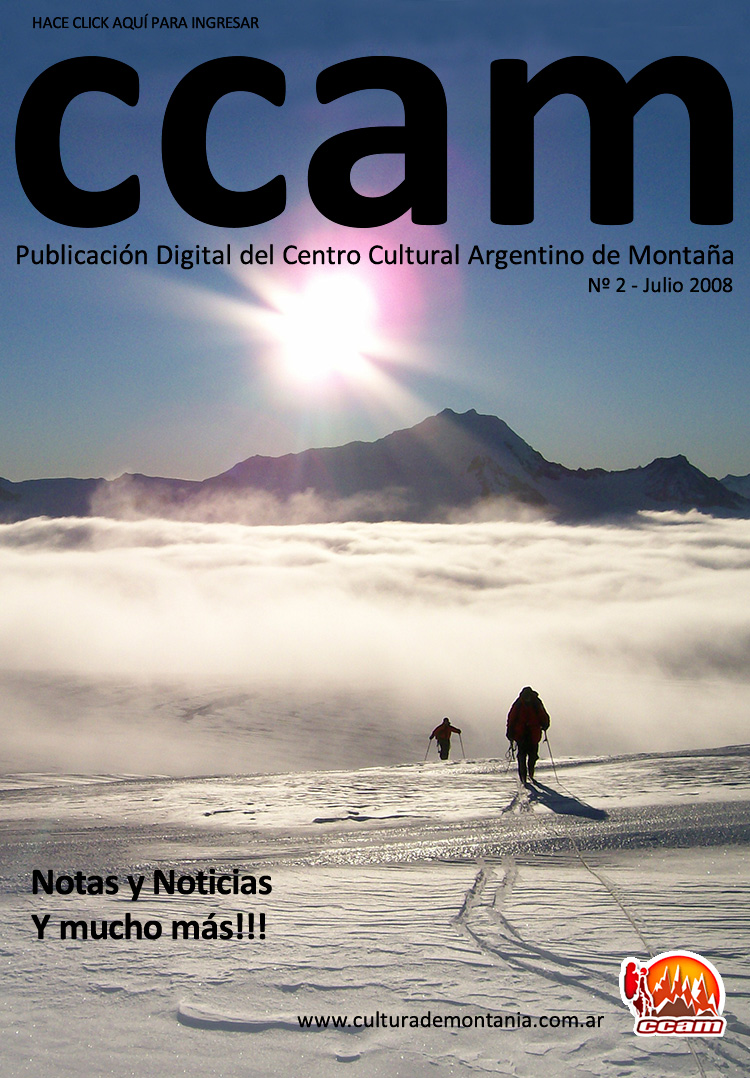 HACE CLICK AQUÍ PARA INGRESAR
ccam
Publicación Digital del Centro Cultural Argentino de Montaña
Nº 2 - Julio 2008
Notas y Noticias
Y mucho más!!!
www.culturademontania.com.ar
ccam